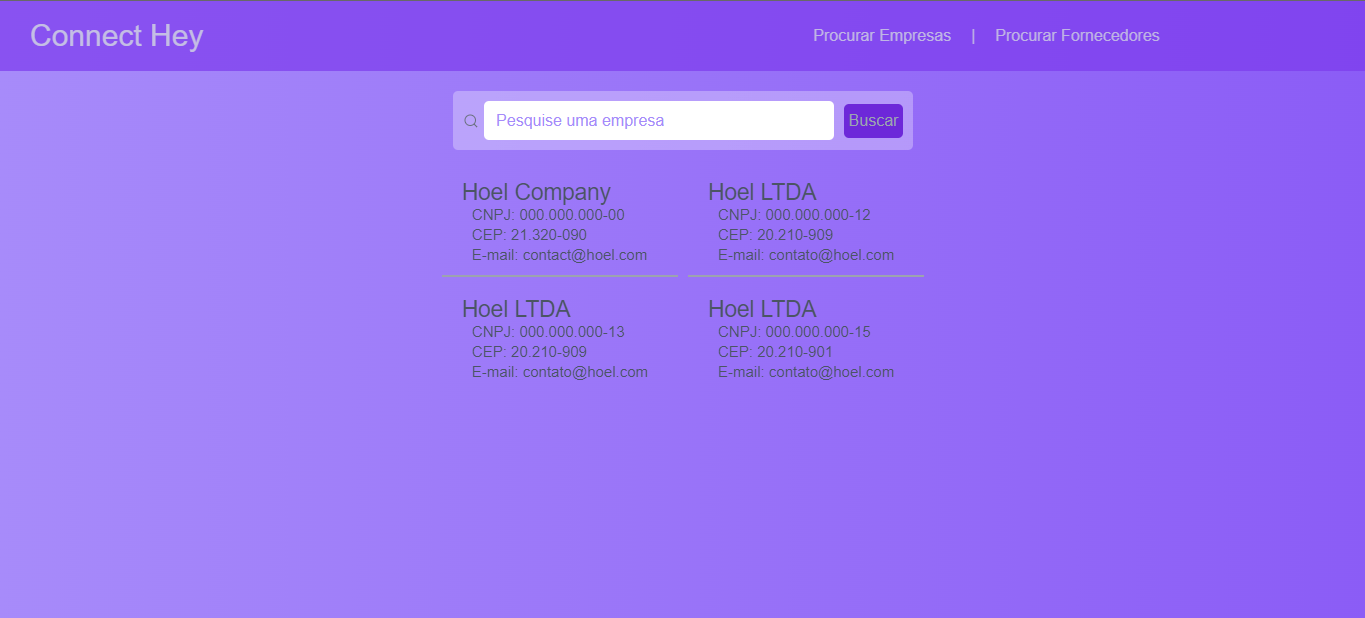 Connect Hey
Procurar Empresas | Procurar Fornecedores
Pesquise uma empresa
Buscar
Hoel Company
CNPJ: 000.000.000-00
CEP: 21.320-090
E-mail: contact@hoel.com
Hoel LTDA
CNPJ: 000.000.000-12
CEP: 20.210-909
E-mail: contato@hoel.com
Hoel LTDA
CNPJ: 000.000.000-13
CEP: 20.210-909
E-mail: contato@hoel.com
Hoel LTDA
CNPJ: 000.000.000-15
CEP: 20.210-901
E-mail: contato@hoel.com